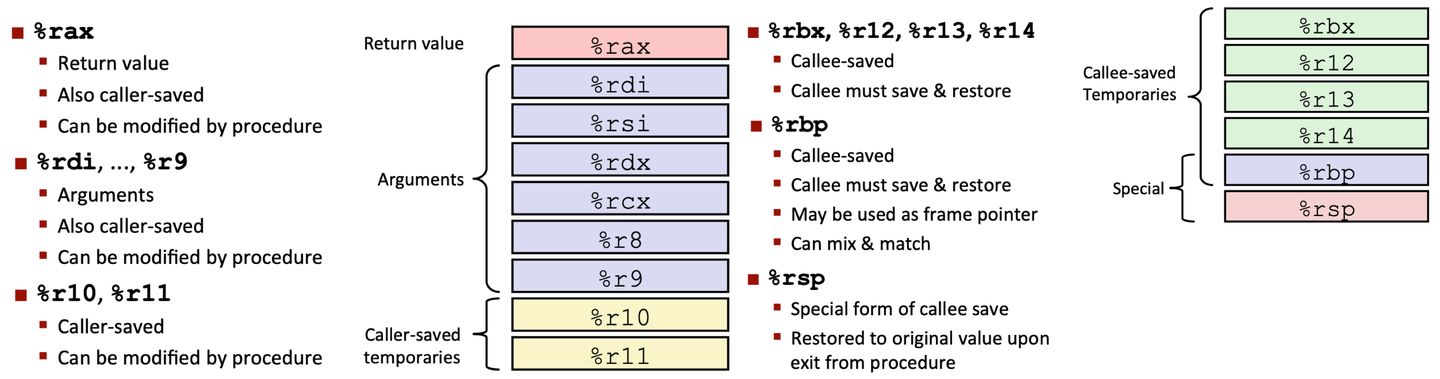 %rax
Return value
Also caller-saved
Can be modified by procedure
%rdi, ..., %r9
Arguments
Also caller-saved
Can be modified by procedure
%r10, %r11
Caller-saved
Can be modified by procedure
Return value
%rax
Arguments
%rdi
%rsi
%rdx
%rcx
%r8
%r9
Caller-saved
temporaries
%r10
%r11
%rbx, %r12, %r13, %r14
Callee-saved
Callee must save & restore
%rbp
Callee-saved
Callee must save & restore
May be used as frame pointer
Can mix & match
%rsp
Special form of callee save
Restored to original value upon
exit from procedure
Callee-saved
Temporaries
%rbx
%r12
%r13
%r14
Special
%rbp
%rsp